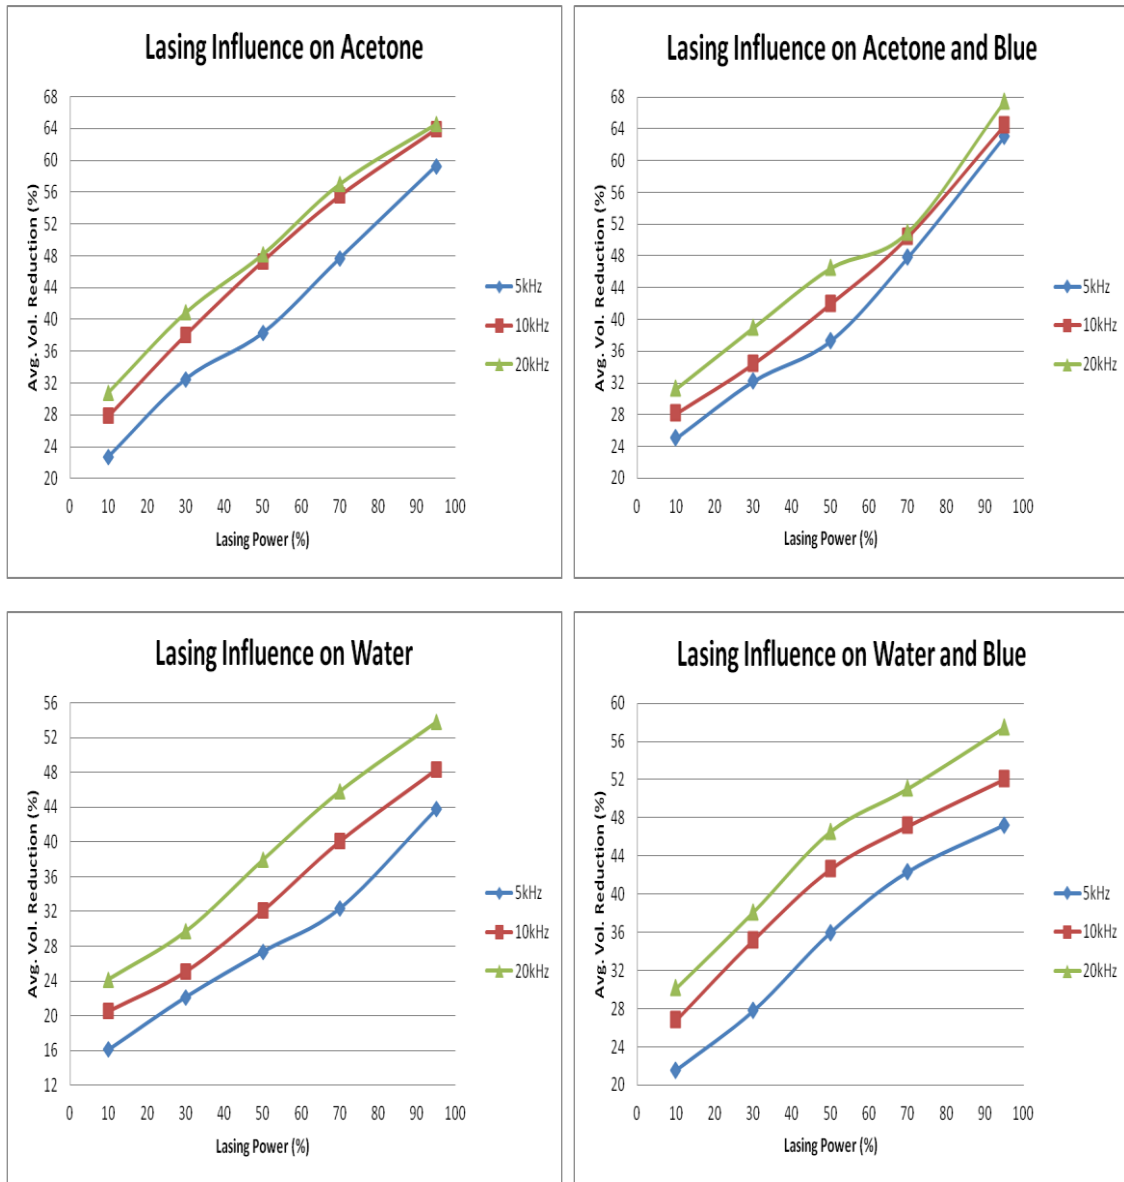 Lasing Influence on Acetone
Avg. Vol. Reduction (%)
68
64
60
56
52
48
44
40
36
32
28
24
20
0 10 20 30 40 50 60 70 80 90 100
Lasing Power (%)
5kHz
10kHz
20kHz
Lasing Influence on Acetone and Blue
Avg. Vol. Reduction (%)
68
64
60
56
52
48
44
40
36
32
28
24
20
0 10 20 30 40 50 60 70 80 90 100
Lasing Power (%)
5kHz
10kHz
20kHz
Lasing Influence on Water
Avg. Vol. Reduction (%)
56
52
48
44
40
36
32
28
24
20
16
12
0 10 20 30 40 50 60 70 80 90 100
Lasing Power (%)
5kHz
10kHz
20kHz
Lasing Influence on Water and Blue
Avg. Vol. Reduction (%)
60
56
52
48
44
40
36
32
28
24
20
0 10 20 30 40 50 60 70 80 90 100
Lasing Power (%)
5kHz
10kHz
20kHz